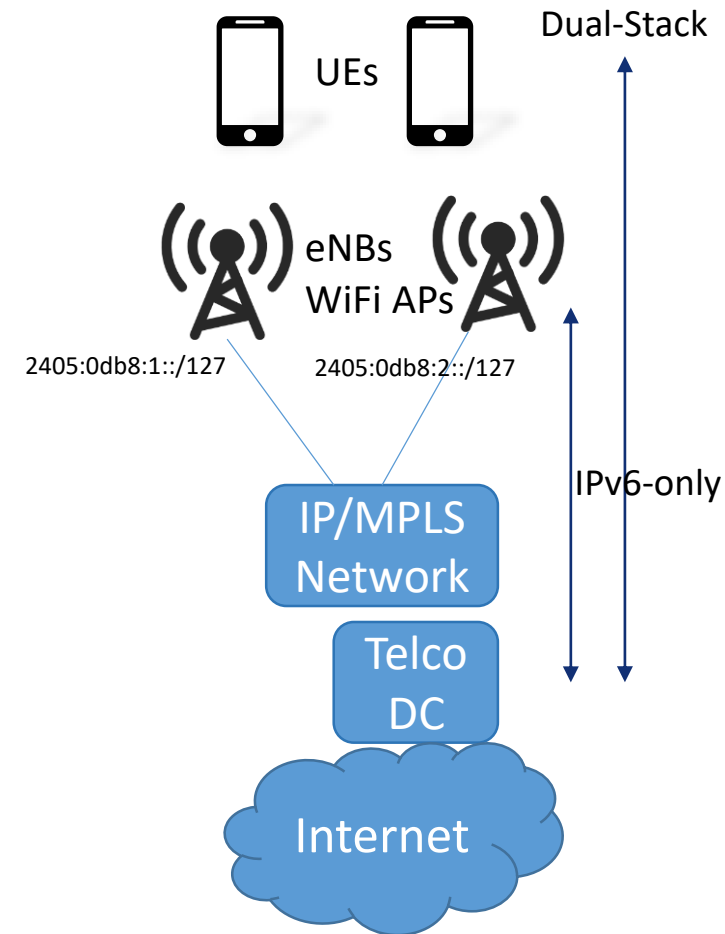 Dual-Stack
UEs
eNBs
WiFi APs
2405:0db8:1::/127
2405:0db8:2::/127
IPv6-only
IP/MPLS
Network
Telco
DC
Internet